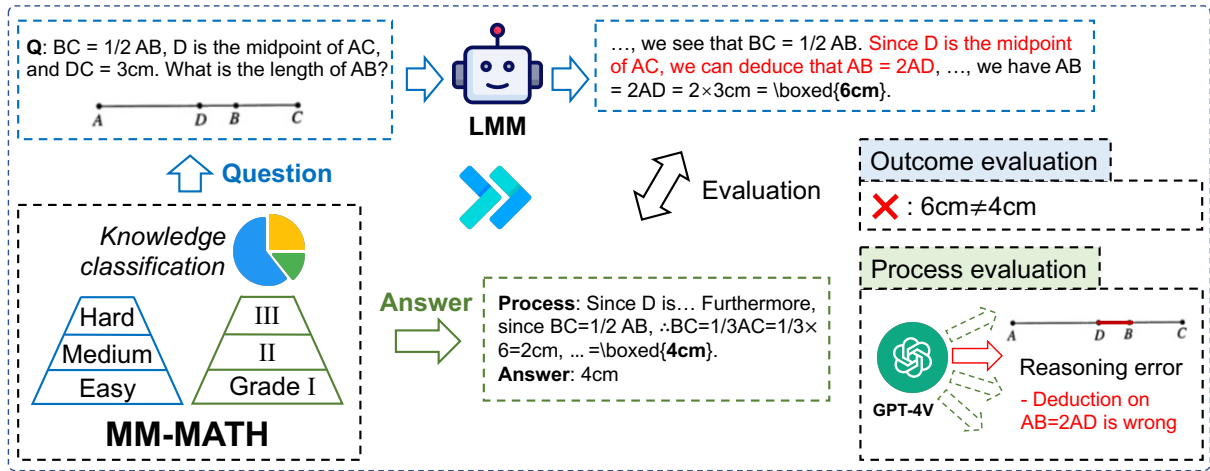 Q: BC = 1/2 AB, D is the midpoint of AC,
and DC = 3cm. What is the length of AB?
A D B C
LMM
…, we see that BC = 1/2 AB. Since D is the midpoint
of AC, we can deduce that AB = 2AD, …, we have AB
= 2AD = 2×3cm = \boxed{6cm}.
Question
Evaluation
Outcome evaluation
: 6cm≠4cm
Knowledge
classification
Hard
Medium
Easy
III
II
Grade I
MM-MATH
Answer
Process: Since D is… Furthermore,
since BC=1/2 AB, ∴BC=1/3AC=1/3×
6=2cm, ... =\boxed{4cm}.
Answer: 4cm
Process evaluation
A D B C
GPT-4V
Reasoning error
- Deduction on
AB=2AD is wrong